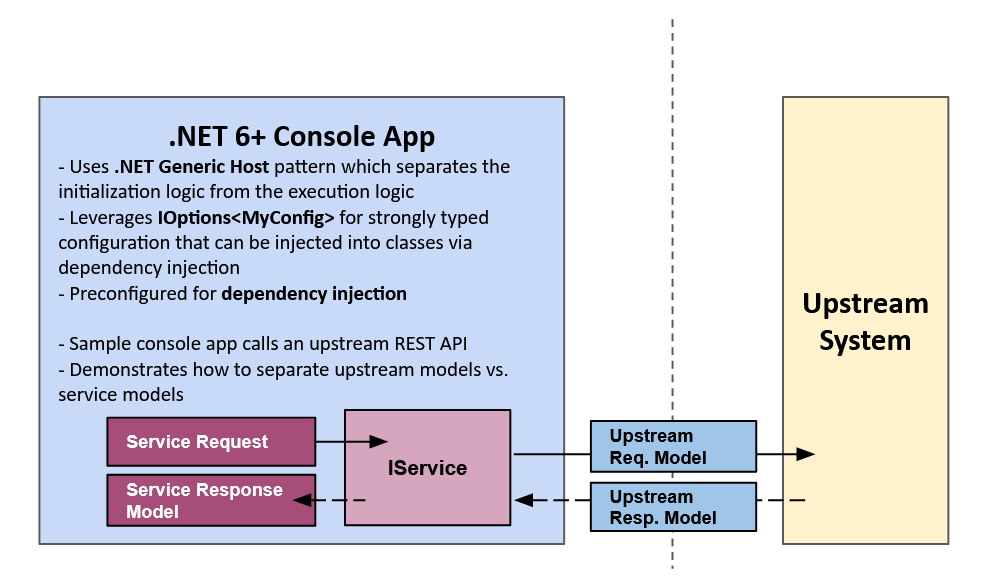 .NET 6+ Console App
- Uses .NET Generic Host pattern which separates the
initialization logic from the execution logic
- Leverages IOptions<MyConfig> for strongly typed
configuration that can be injected into classes via
dependency injection
- Preconfigured for dependency injection
- Sample console app calls an upstream REST API
- Demonstrates how to separate upstream models vs.
service models
Service Request
Service Response
Model
IService
Upstream
Req. Model
Upstream
Resp. Model
Upstream
System